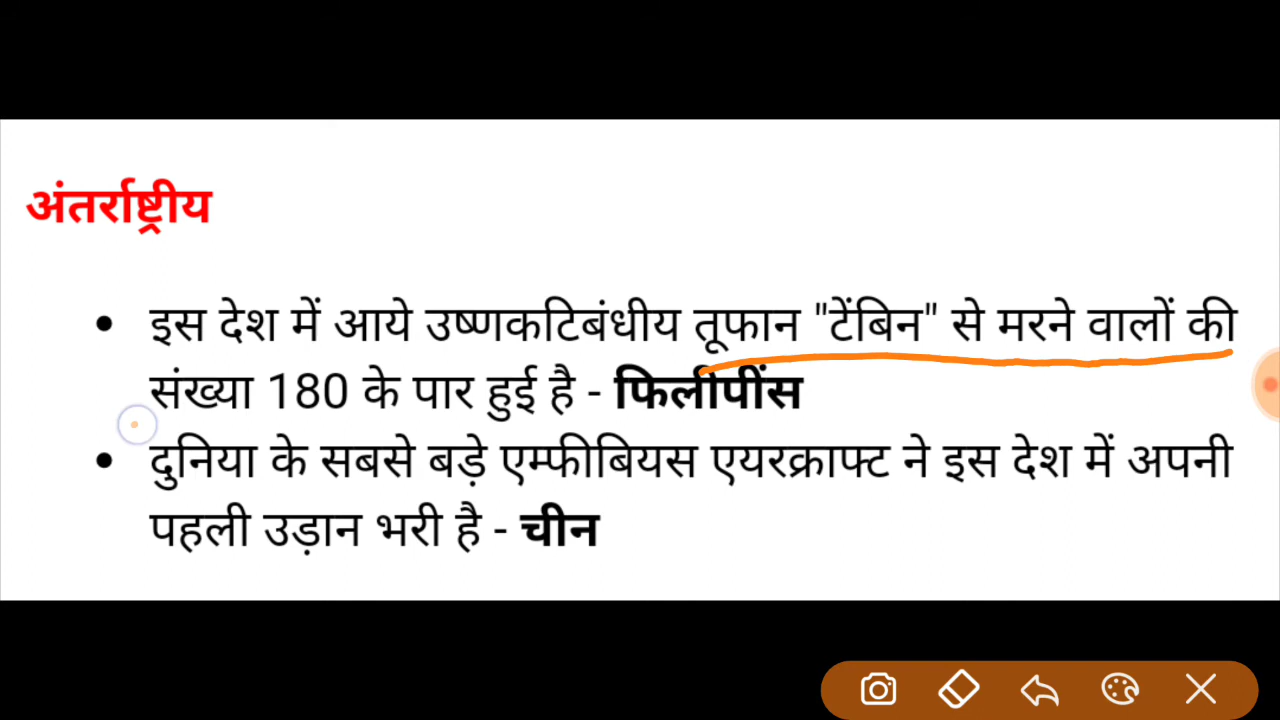 अंतर्राष्ट्रीय
• इस देश में आये उष्णकटिबंधीय तूफान "टेंबिन" से मरने वालों की
संख्या 180 के पार हुई है - फिलीपींस
• दुनिया के सबसे बड़े एम्फीबियस एयरक्राफ्ट ने इस देश में अपनी
पहली उड़ान भरी है - चीन